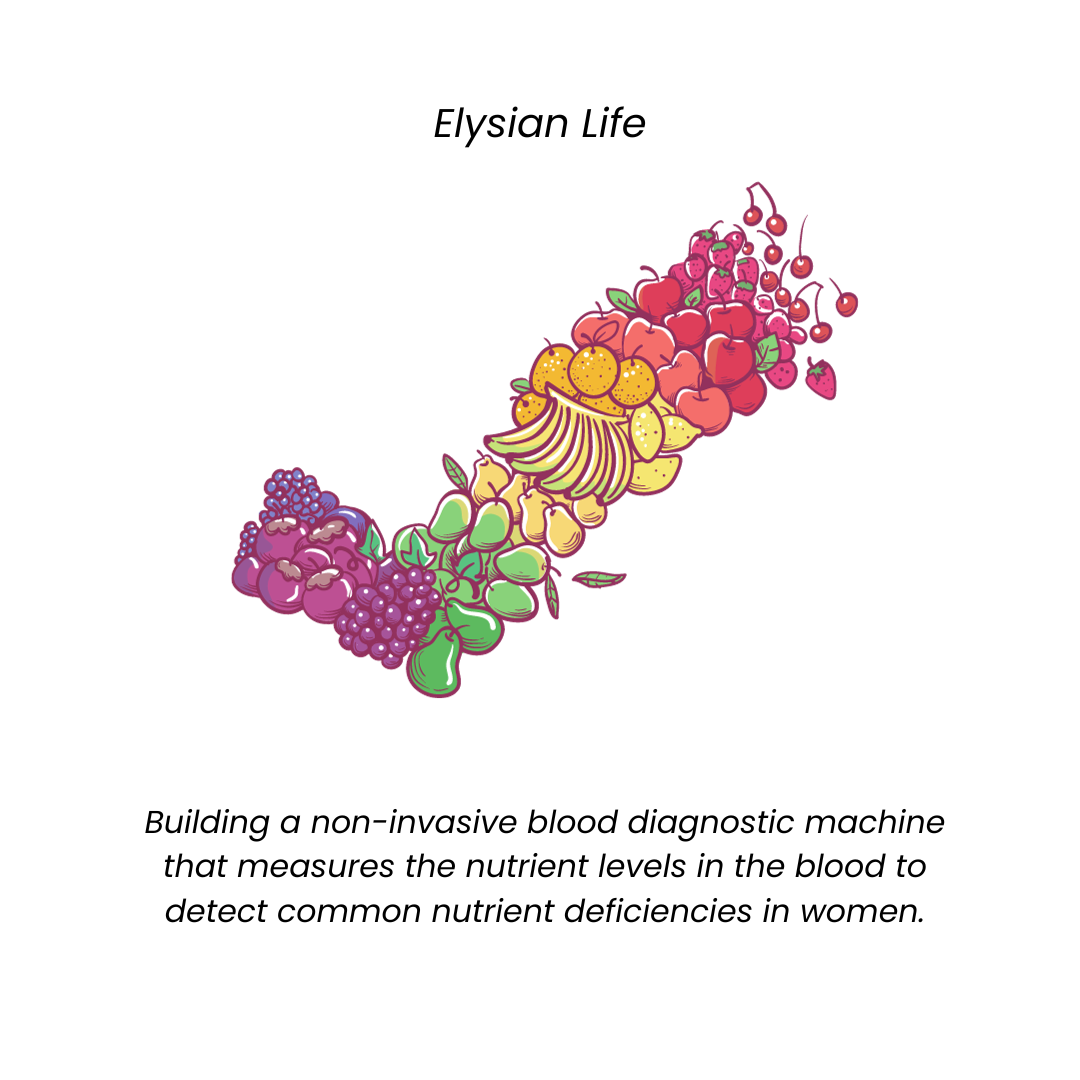 Elysian Life
Building a non-invasive blood diagnostic machine
that measures the nutrient levels in the blood to
detect common nutrient deficiencies in women.